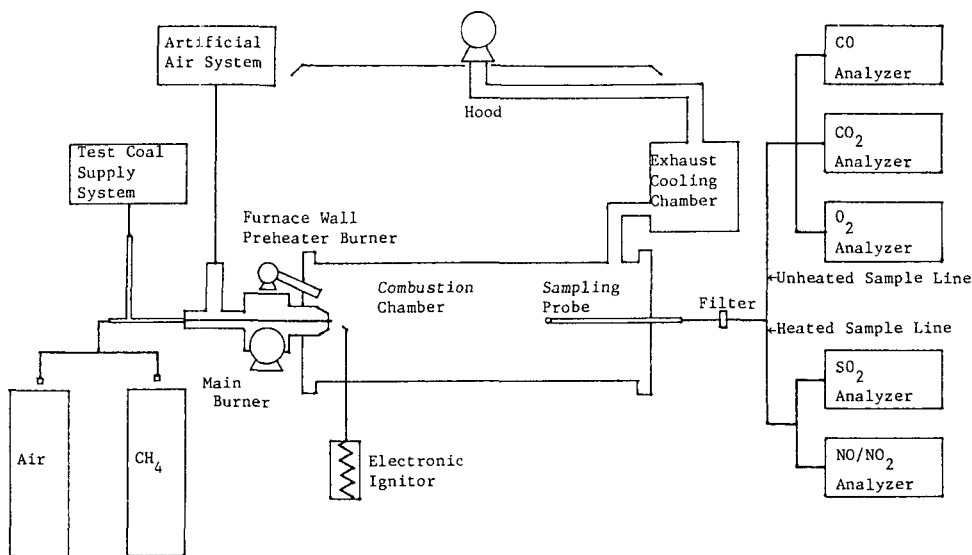 Artificial
Air System
Hood
CO
Analyzer
CO2
Analyzer
O2
Analyzer
Test Coal
Supply
System
Exhaust
Cooling
Chamber
Furnace Wall
Preheater Burner
Combustion
Chamber
Sampling
Probe
Filter
←Unheated Sample Line
←Heated Sample Line
Main
Burner
SO2
Analyzer
NO/NO2
Analyzer
Air
CH4
Electronic
Ignitor